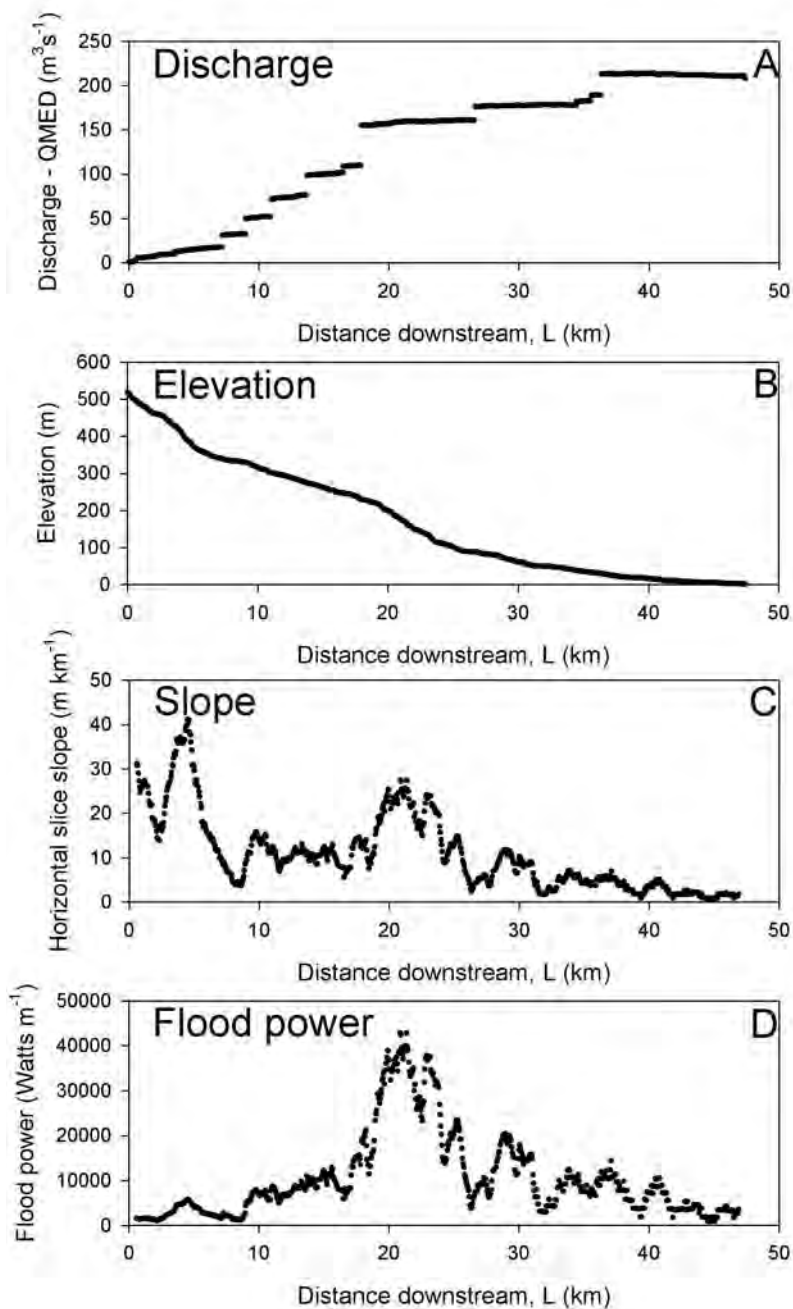 Discharge
A
Discharge - QMED (m³s⁻¹)
250
200
150
100
50
0
0 10 20 30 40 50
Distance downstream, L (km)
Elevation
B
Elevation (m)
600
500
400
300
200
100
0
0 10 20 30 40 50
Distance downstream, L (km)
Slope
C
Horizontal slice slope (m km⁻¹)
50
40
30
20
10
0
0 10 20 30 40 50
Distance downstream, L (km)
Flood power
D
Flood power (Watts m⁻¹)
50000
40000
30000
20000
10000
0
0 10 20 30 40 50
Distance downstream, L (km)